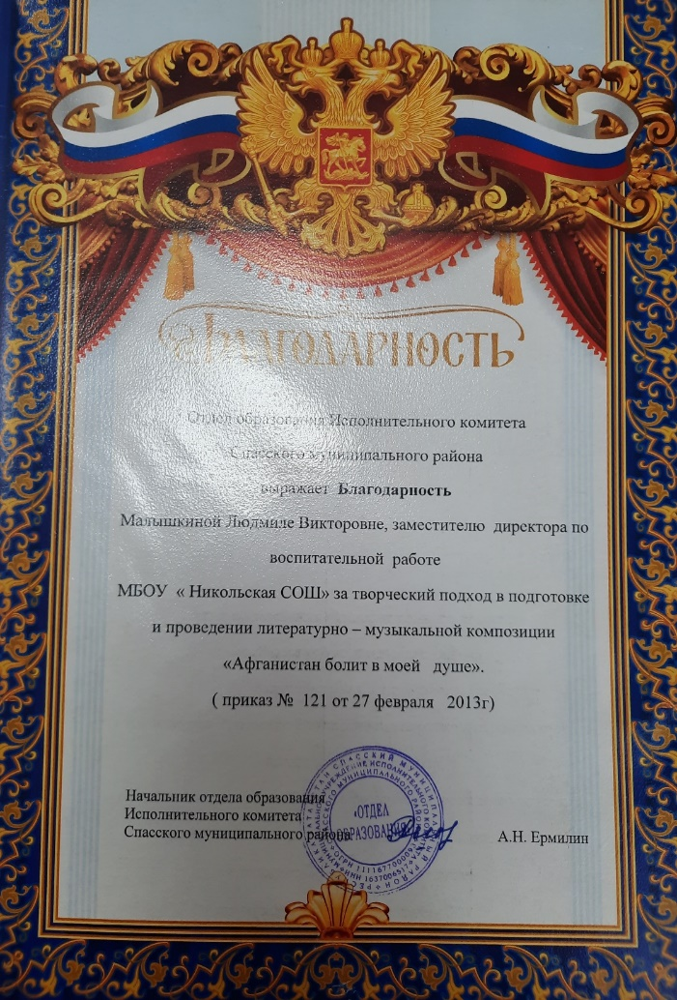 Благодарность
Отдел образования Исполнительного комитета
Спасского муниципального района
выражает Благодарность
Малышкиной Людмиле Викторовне, заместителю директора по
воспитательной работе
МБОУ « Никольская СОШ» за творческий подход в подготовке
и проведении литературно – музыкальной композиции
«Афганистан болит в моей душе».
( приказ № 121 от 27 февраля 2013г)
Начальник отдела образования
Исполнительного комитета
Спасского муниципального района
А.Н. Ермилин
«ОТДЕЛ
ОБРАЗОВАНИЯ»